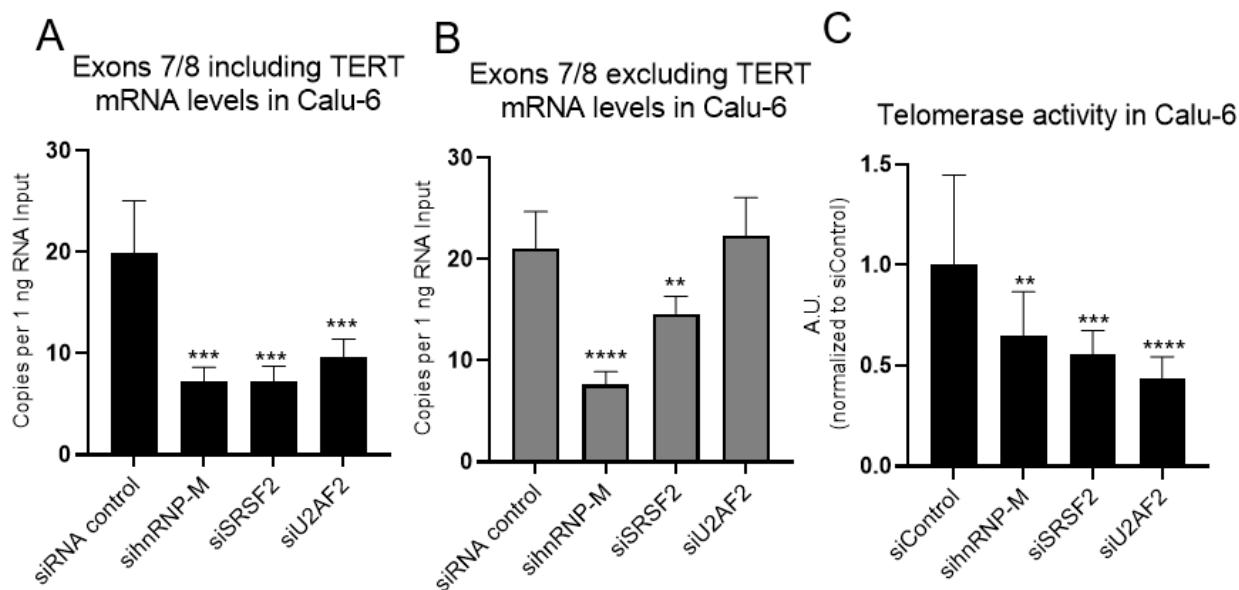 A
Exons 7/8 including TERT
mRNA levels in Calu-6
Copies per 1 ng RNA Input
30
20
10
0
***
***
***
siRNA control
sihnRNP-M
siSRSF2
siU2AF2
B
Exons 7/8 excluding TERT
mRNA levels in Calu-6
Copies per 1 ng RNA Input
30
20
10
0
****
**
siRNA control
sihnRNP-M
siSRSF2
siU2AF2
C
Telomerase activity in Calu-6
A.U.
(normalized to siControl)
1.5
1.0
0.5
0.0
**
***
****
siControl
sihnRNP-M
siSRSF2
siU2AF2